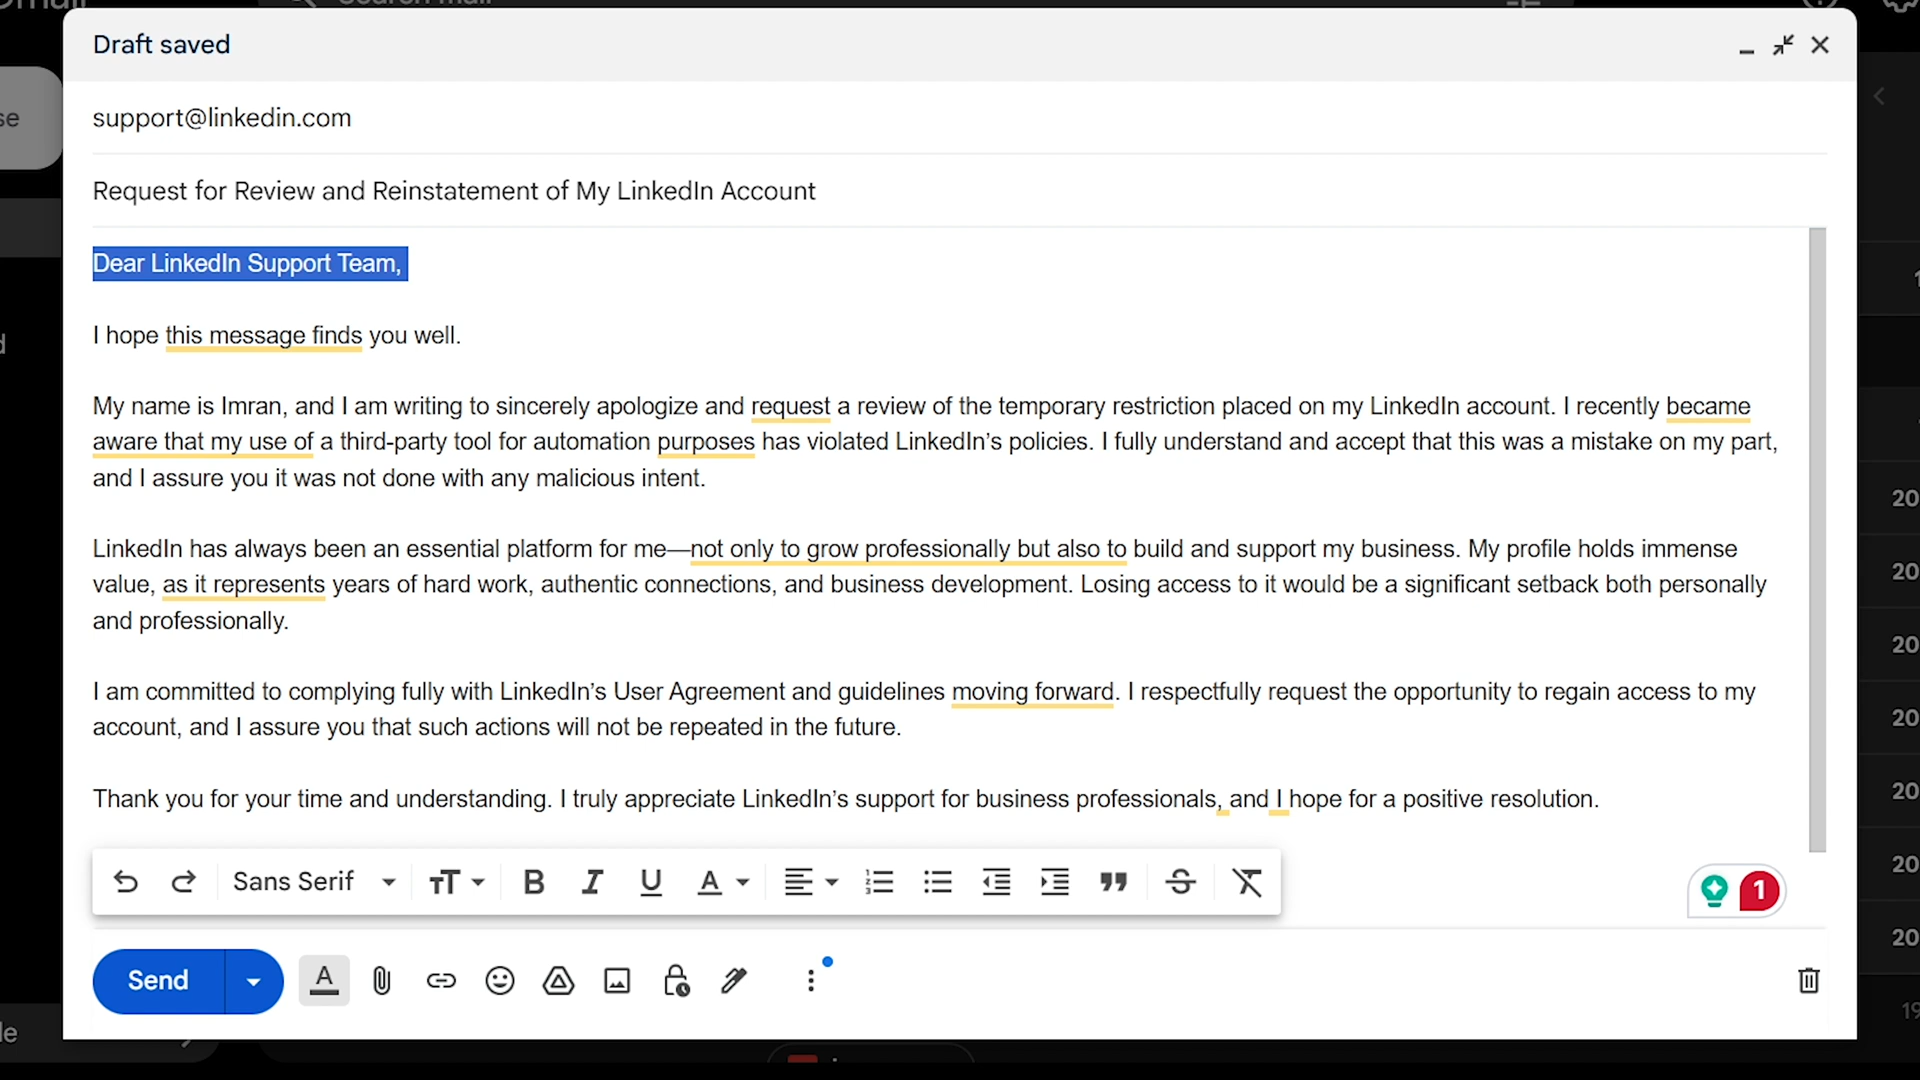 Draft saved
support@linkedin.com
Request for Review and Reinstatement of My LinkedIn Account
Dear LinkedIn Support Team,
I hope this message finds you well.
My name is Imran, and I am writing to sincerely apologize and request a review of the temporary restriction placed on my LinkedIn account. I recently became
aware that my use of a third-party tool for automation purposes has violated LinkedIn’s policies. I fully understand and accept that this was a mistake on my part,
and I assure you it was not done with any malicious intent.
LinkedIn has always been an essential platform for me—not only to grow professionally but also to build and support my business. My profile holds immense
value, as it represents years of hard work, authentic connections, and business development. Losing access to it would be a significant setback both personally
and professionally.
I am committed to complying fully with LinkedIn’s User Agreement and guidelines moving forward. I respectfully request the opportunity to regain access to my
account, and I assure you that such actions will not be repeated in the future.
Thank you for your time and understanding. I truly appreciate LinkedIn’s support for business professionals, and I hope for a positive resolution.
Sans Serif
1
Send